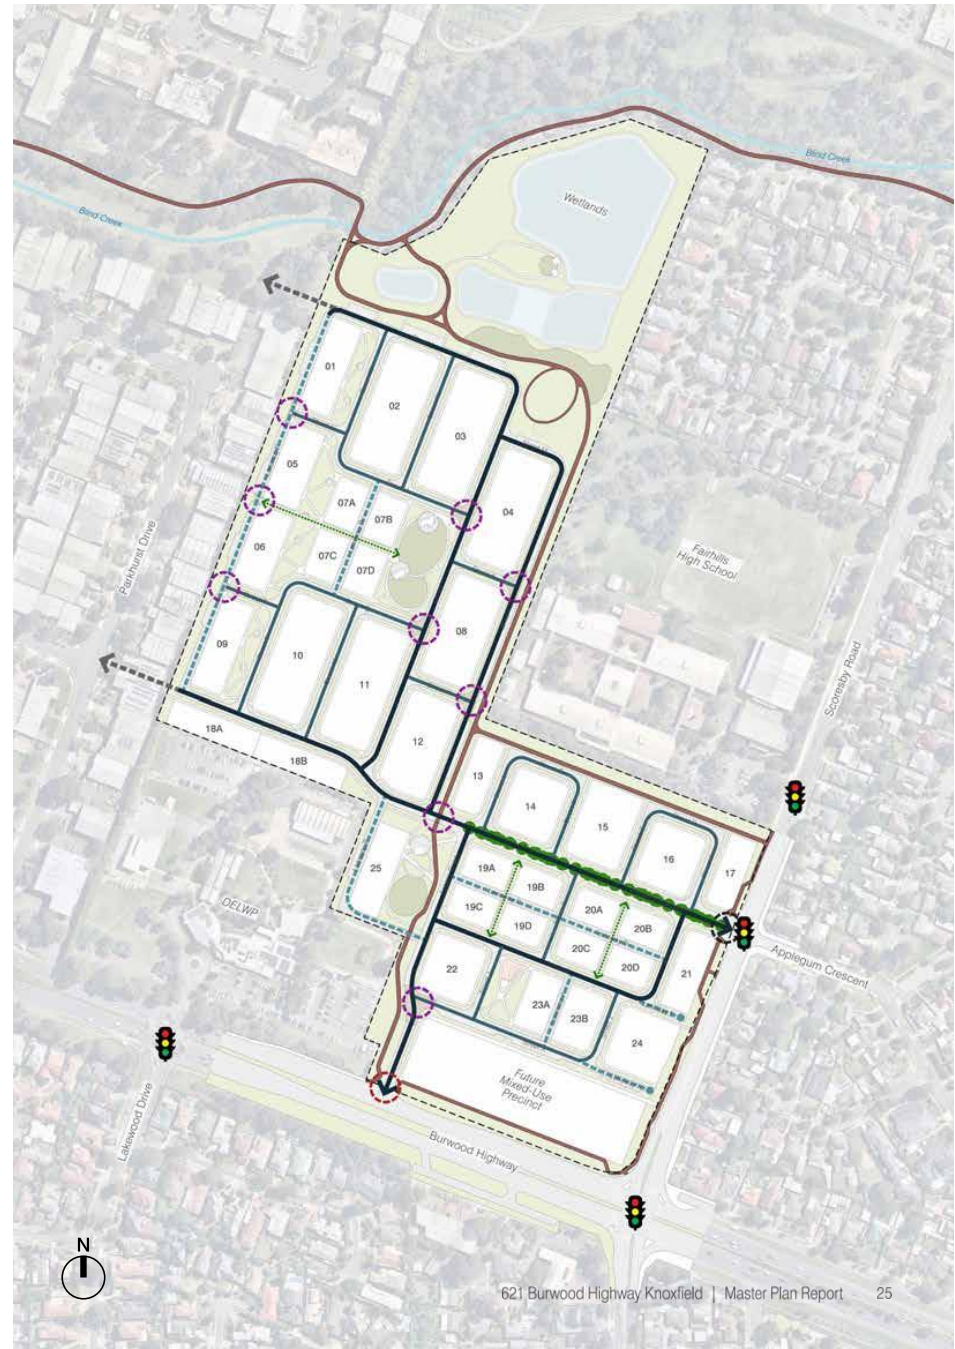 Blind Creek
Wetlands
Blind Creek
01
02
03
04
05
07A
07B
06
07C
07D
Fairhills
High School
Parkhurst Drive
Scoresby Road
08
09
10
11
12
18A
18B
13
14
15
16
17
25
19A
19B
19C
19D
20A
20B
20C
20D
DELWP
21
Applegum Crescent
22
23A
23B
24
Future
Mixed-Use
Precinct
Lakewood Drive
Burwood Highway
N
621 Burwood Highway Knoxfield | Master Plan Report 25